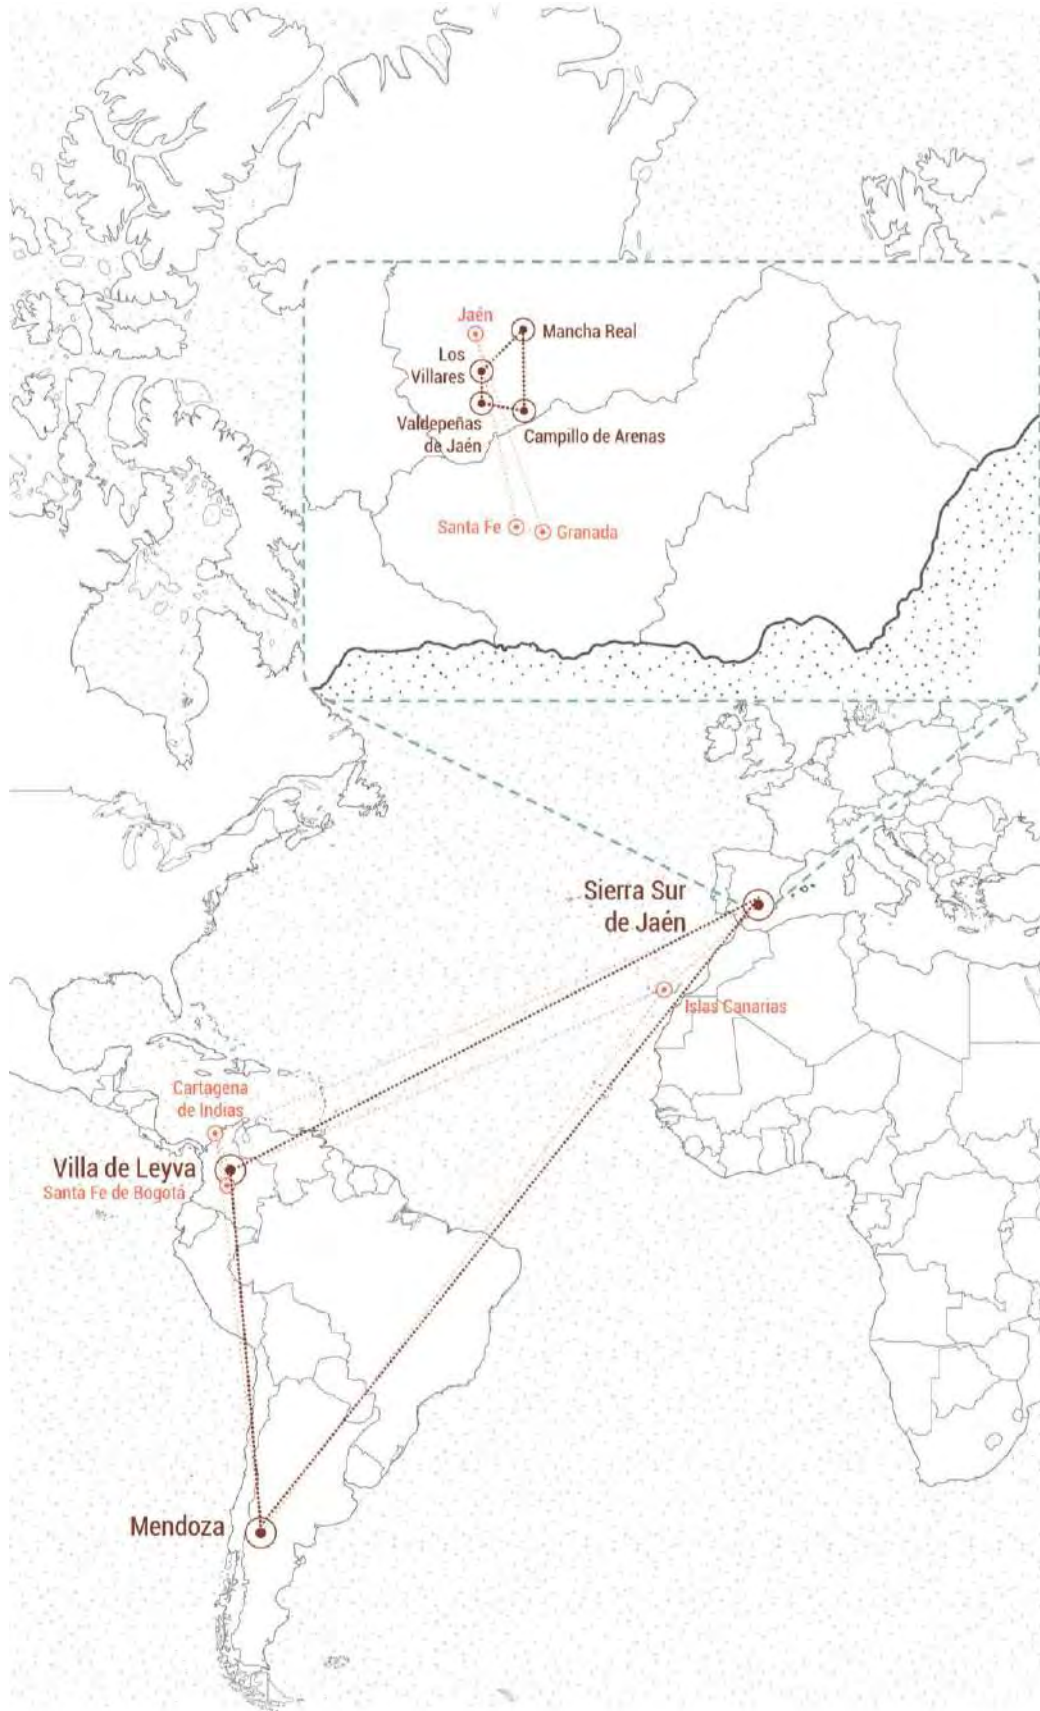 Jaén
Mancha Real
Los
Villares
Valdepeñas
de Jaén
Campillo de Arenas
Santa Fe
Granada
Sierra Sur
de Jaén
Islas Canarias
Cartagena
de Indias
Villa de Leyva
Santa Fe de Bogotá
Mendoza